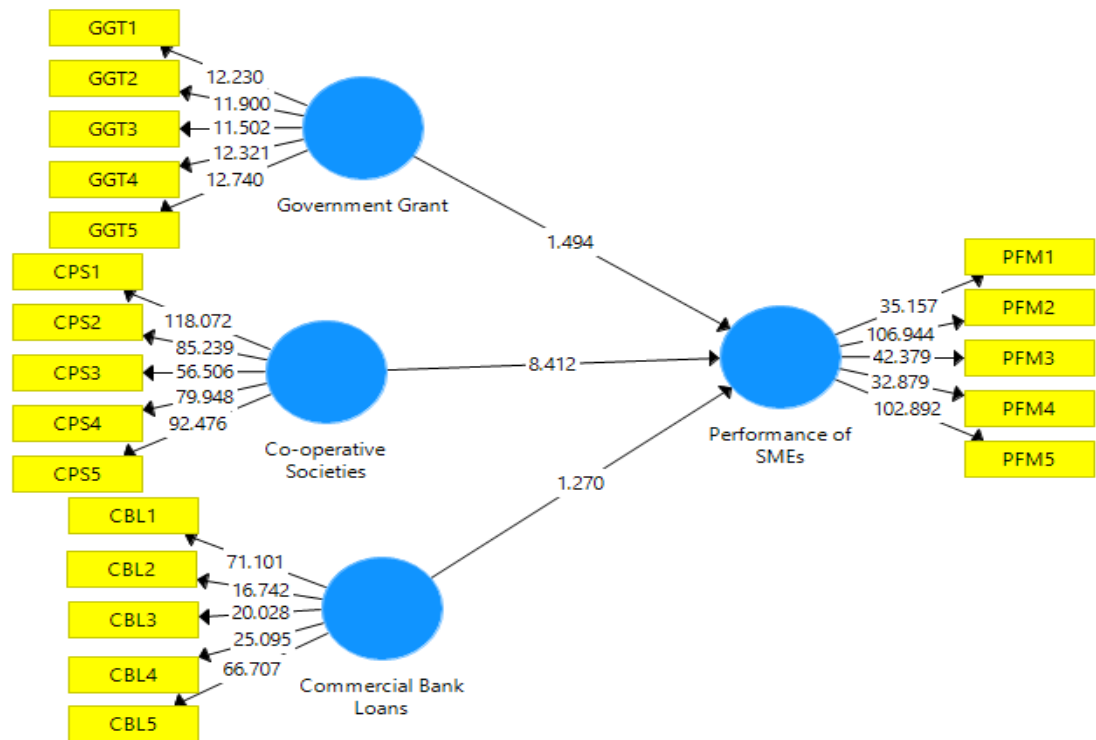 GGT1
GGT2
GGT3
GGT4
GGT5
12.230
11.900
11.502
12.321
12.740
Government Grant
1.494
CPS1
CPS2
CPS3
CPS4
CPS5
118.072
85.239
56.506
79.948
92.476
Co-operative
Societies
8.412
CBL1
CBL2
CBL3
CBL4
CBL5
71.101
16.742
20.028
25.095
66.707
Commercial Bank
Loans
1.270
Performance of
SMEs
35.157
106.944
42.379
32.879
102.892
PFM1
PFM2
PFM3
PFM4
PFM5